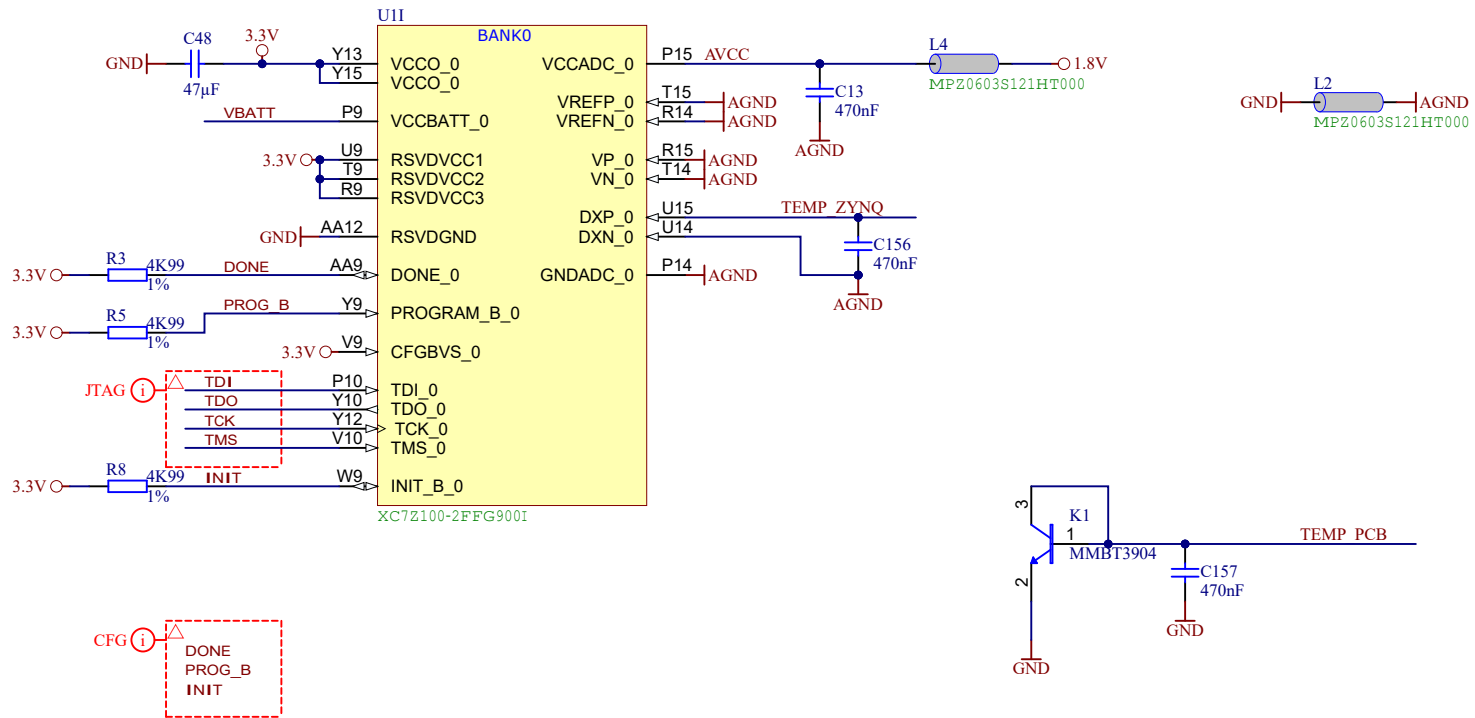 U1I
BANK0
GND
C48
47µF
3.3V
Y13
VCCO_0
Y15
VCCO_0
VBATT
P9
VCCBATT_0
3.3V
U9
RSVDVCC1
T9
RSVDVCC2
R9
RSVDVCC3
GND
AA12
RSVDGND
3.3V
R3
4K99
1%
DONE
AA9
DONE_0
3.3V
R5
4K99
1%
PROG_B
Y9
PROGRAM_B_0
3.3V
V9
CFGBVS_0
JTAG
i
TDI
P10
TDI_0
TDO
Y10
TDO_0
TCK
Y12
TCK_0
TMS
V10
TMS_0
3.3V
R8
4K99
1%
INIT
W9
INIT_B_0
XC7Z100-2FFG900I
VCCADC_0
P15
AVCC
L4
MPZ0603S121HT000
1.8V
C13
470nF
AGND
VREFP_0
T15
AGND
VREFN_0
R14
AGND
VP_0
R15
AGND
VN_0
T14
AGND
DXP_0
U15
TEMP_ZYNQ
DXN_0
U14
C156
470nF
AGND
GNDADC_0
P14
AGND
GND
L2
AGND
MPZ0603S121HT000
3
K1
1
MMBT3904
2
GND
TEMP_PCB
C157
470nF
GND
CFG
i
DONE
PROG_B
INIT